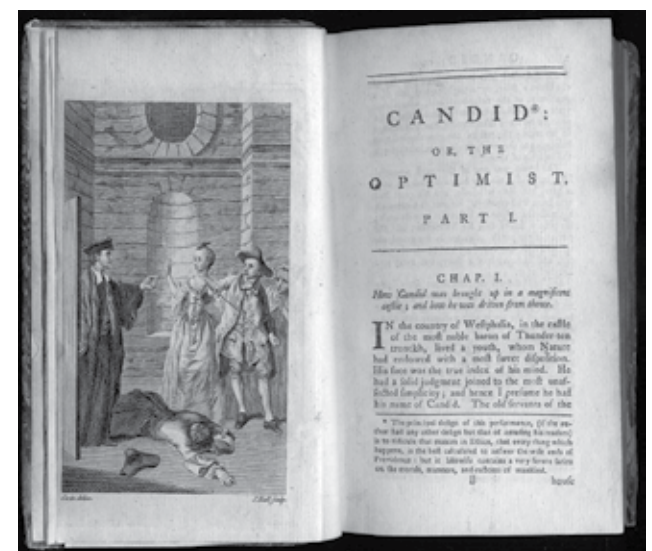 CANDID*:
OR, THE
OPTIMIST.
PART I.
CHAP. I.
How Candid was brought up in a magnificent
castle; and how he was driven from thence.
IN the country of Westphalia, in the castle
of the most noble baron of Thunder-ten
tronckh, lived a youth, whom Nature
had endowed with a most sweet disposition.
His face was the true index of his mind. He
had a solid judgment joined to the most unaf-
fected simplicity; and hence I presume he had
his name of Candid. The old servants of the
* The principal design of this performance, (if the au-
thor had any other design but that of amusing his readers)
is to ridicule that maxim in Ethics, that every thing which
happens, is the best calculated to answer the wise ends of
Providence: but it likewise contains a very severe satire
on the morals, manners, and customs of mankind.
B house